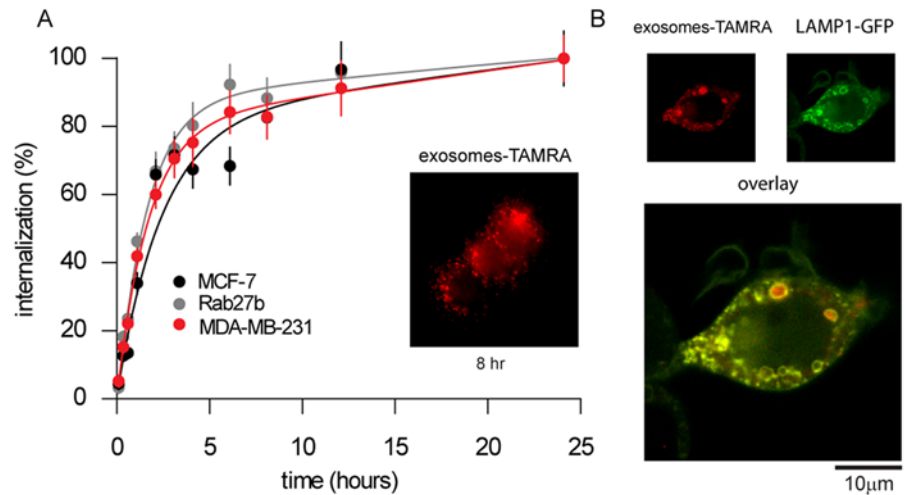 A
internalization (%)
100
80
60
40
20
0
MCF-7
Rab27b
MDA-MB-231
exosomes-TAMRA
8 hr
0 5 10 15 20 25
time (hours)
B
exosomes-TAMRA LAMP1-GFP
overlay
10μm